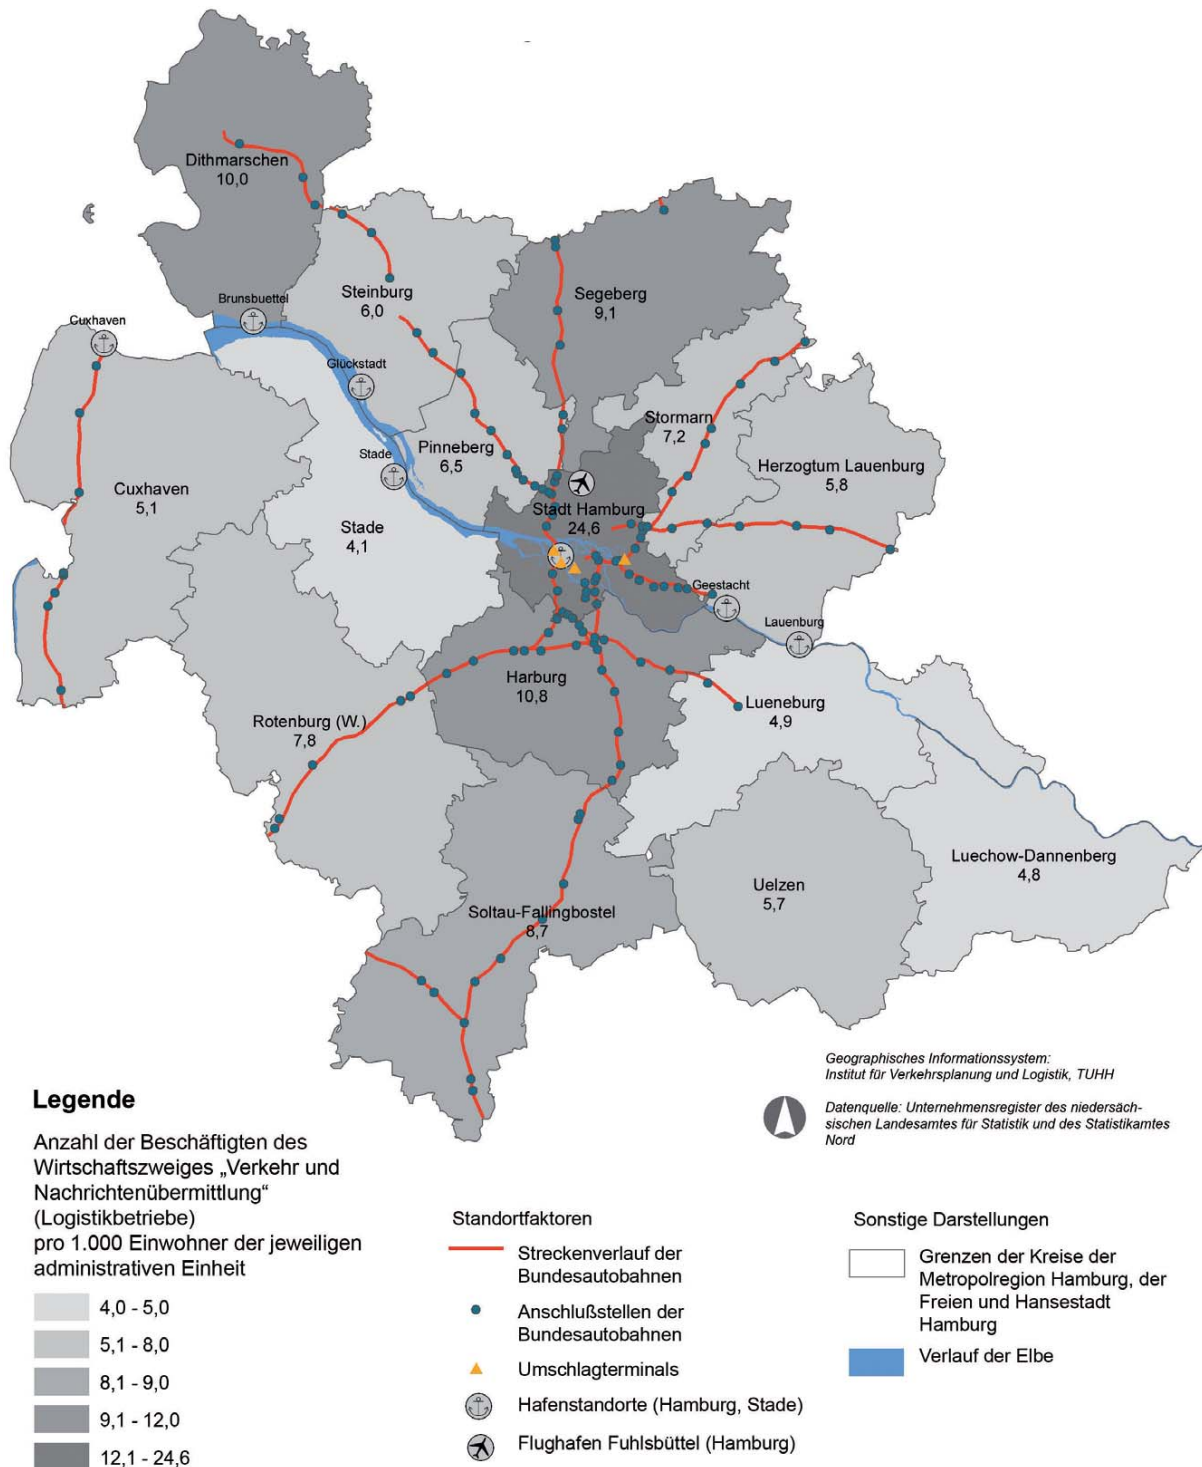 Dithmarschen
10,0
Brunsbuettel
Steinburg
6,0
Segeberg
9,1
Cuxhaven
Glückstadt
Stormarn
7,2
Pinneberg
6,5
Stade
Herzogtum Lauenburg
5,8
Cuxhaven
5,1
Stadt Hamburg
24,6
Stade
4,1
Geestacht
Lauenburg
Harburg
10,8
Lueneburg
4,9
Rotenburg (W.)
7,8
Luechow-Dannenberg
4,8
Uelzen
5,7
Soltau-Fallingbostel
8,7
Geographisches Informationssystem:
Institut für Verkehrsplanung und Logistik, TUHH
Datenquelle: Unternehmensregister des niedersäch-
sischen Landesamtes für Statistik und des Statistikamtes
Nord
Legende
Anzahl der Beschäftigten des
Wirtschaftszweiges „Verkehr und
Nachrichtenübermittlung“
(Logistikbetriebe)
pro 1.000 Einwohner der jeweiligen
administrativen Einheit
4,0 - 5,0
5,1 - 8,0
8,1 - 9,0
9,1 - 12,0
12,1 - 24,6
Standortfaktoren
Streckenverlauf der
Bundesautobahnen
Anschlußstellen der
Bundesautobahnen
Umschlagterminals
Hafenstandorte (Hamburg, Stade)
Flughafen Fuhlsbüttel (Hamburg)
Sonstige Darstellungen
Grenzen der Kreise der
Metropolregion Hamburg, der
Freien und Hansestadt
Hamburg
Verlauf der Elbe